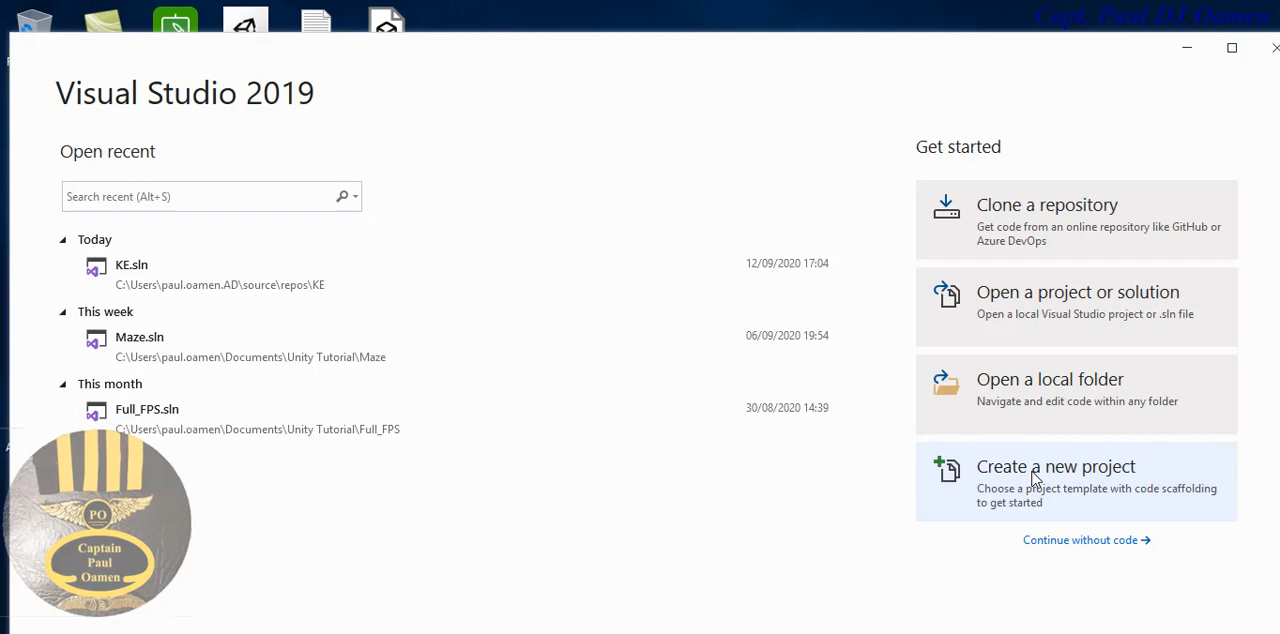 Capt. Paul DJ Oamen
Visual Studio 2019
Open recent
Search recent (Alt+S)
Today
KE.sln
12/09/2020 17:04
C:\Users\paul.oamen.AD\source\repos\KE
This week
Maze.sln
06/09/2020 19:54
C:\Users\paul.oamen\Documents\Unity Tutorial\Maze
This month
Full_FPS.sln
30/08/2020 14:39
C:\Users\paul.oamen\Documents\Unity Tutorial\Full_FPS
Get started
Clone a repository
Get code from an online repository like GitHub or
Azure DevOps
Open a project or solution
Open a local Visual Studio project or .sln file
Open a local folder
Navigate and edit code within any folder
Create a new project
Choose a project template with code scaffolding
to get started
Continue without code
PO
Captain
Paul
Oamen